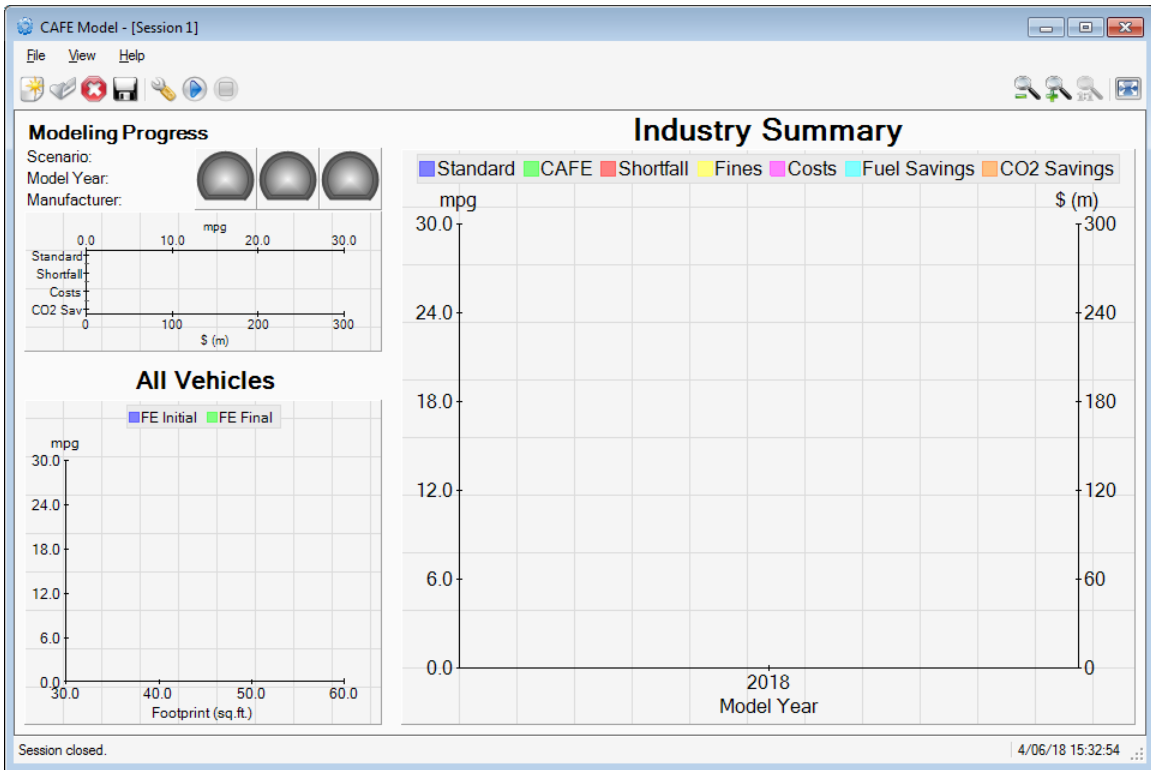 CAFE Model - [Session 1]
File View Help
Modeling Progress
Scenario:
Model Year:
Manufacturer:
mpg
0.0 10.0 20.0 30.0
Standard
Shortfall
Costs
CO2 Sav
0 100 200 300
$ (m)
All Vehicles
FE Initial FE Final
mpg
30.0
24.0
18.0
12.0
6.0
0.0
30.0 40.0 50.0 60.0
Footprint (sq.ft.)
Industry Summary
Standard CAFE Shortfall Fines Costs Fuel Savings CO2 Savings
mpg $ (m)
30.0 300
24.0 240
18.0 180
12.0 120
6.0 60
0.0 0
2018
Model Year
Session closed. 4/06/18 15:32:54